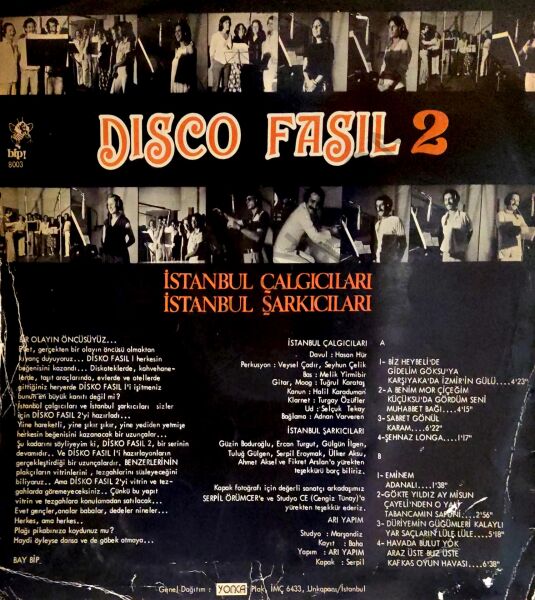 DISCO FASIL 2
bip!
8003
İSTANBUL ÇALGICILARI
İSTANBUL ŞARKICILARI
BİR OLAYIN ÖNCÜSÜYÜZ...
Evet, gerçekten bir olayın öncüsü olmaktan
kıvanç duyuyoruz... DİSKO FASIL I herkesin
beğenisini kazandı... Diskoteklerde, kahvehane-
lerde, taşıt araçlarında, evlerde ve otellerde
gittiğiniz heryerde DİSKO FASIL I'i işitmeniz
bunun en büyük kanıtı değil mi?
İstanbul çalgıcıları ve İstanbul şarkıcıları sizler
için DİSKO FASIL 2'yi hazırladı...
Yine hareketli, yine şıkır şıkır, yine yediden yetmişe
herkesin beğenisini kazanacak bir uzunçalar...
Şu kadarını söyliyeyim ki, DİSKO FASIL 2, bir serinin
devamıdır.. Ve DİSKO FASIL I'i hazırlayanların
gerçekleştirdiği bir uzunçalardır, BENZERLERİNİN
plakçıların vitrinlerini , tezgahlarını süsleyeceğini
biliyoruz.. Ama DİSKO FASIL 2'yi vitrin ve tez-
gahlarda göremeyeceksiniz.. Çünkü bu yapıt
vitrin ve tezgahlara konulamadan satılacak...
Evet gençler, analar babalar, dedeler nineler...
Herkes, ama herkes..
Plağı pikabınıza koydunuz mu?
Haydi öyleyse dansa ve de göbek atmaya...
BAY BİP.
İSTANBUL ÇALGICILARI
Davul : Hasan Hür
Perkusyon : Veysel Çadır, Seyhun Çelik
Bas : Melik Yirmibir
Gitar, Moog : Tuğrul Karataş
Kanun : Halil Karaduman
Klarnet : Turgay Özüfler
Ud : Selçuk Tekay
Bağlama : Adnan Varveren
İSTANBUL ŞARKICILARI
Güzin Baduroğlu, Ercan Turgut, Gülgün İlgen,
Tuluğ Gülgen, Serpil Eraymak, Ülker Aksu,
Ahmet Aksel ve Fikret Arslan'a yürekten
teşekkürü borç biliriz.
Kapak fotoğrafı için değerli sanatçı arkadaşımız
SERPİL ÖRÜMCER'e ve Studyo CE (Cengiz Tunay)'e
yürekten teşekkür ederiz.
ARI YAPIM
Studyo : Marşandiz
Kayıt : Baha
Yapım : ARI YAPIM
Kapak : Serpil
A
1- BİZ HEYBELİ'DE
GİDELİM GÖKSU'YA
KARŞIYAKA'DA İZMİR'İN GÜLÜ.....4'23"
2-A BENİM MOR ÇİÇEĞİM
KÜÇÜKSU'DA GÖRDÜM SENİ
MUHABBET BAĞI.....4'15"
3- SABRET GÖNÜL
KARAM.....6'22"
4-ŞEHNAZ LONGA.....1'17"
B
1- EMİNEM
ADANALI.....1'38"
2-GÖKTE YILDIZ AY MISUN
ÇAYELİ'NDEN O YAY
TABANCAMIN SAPUNİ.....2'56"
3- DÜRİYEMİN GÜĞÜMLERİ KALAYLI
YAR SAÇLARIN LÜLE LÜLE.....5'18"
4- HAVADA BULUT YOK
ARAZ ÜSTE BUZ ÜSTE
KAFKAS OYUN HAVASI.....6'38"
Genel Dağıtım : YONCA Plak, İMÇ 6433, Unkapanı/İstanbul